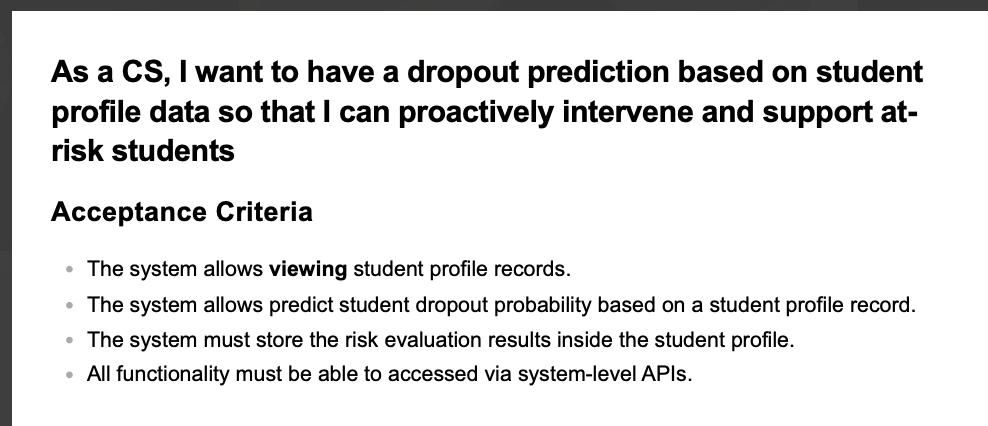 As a CS, I want to have a dropout prediction based on student
profile data so that I can proactively intervene and support at-
risk students
Acceptance Criteria
The system allows viewing student profile records.
The system allows predict student dropout probability based on a student profile record.
The system must store the risk evaluation results inside the student profile.
All functionality must be able to accessed via system-level APIs.